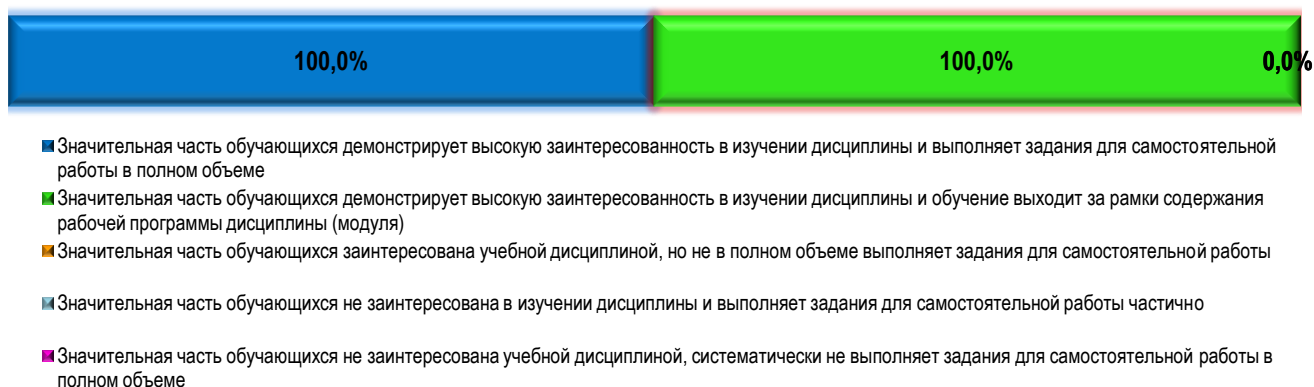 100,0% 100,0% 0,0%
Значительная часть обучающихся демонстрирует высокую заинтересованность в изучении дисциплины и выполняет задания для самостоятельной
работы в полном объеме
Значительная часть обучающихся демонстрирует высокую заинтересованность в изучении дисциплины и обучение выходит за рамки содержания
рабочей программы дисциплины (модуля)
Значительная часть обучающихся заинтересована учебной дисциплиной, но не в полном объеме выполняет задания для самостоятельной работы
Значительная часть обучающихся не заинтересована в изучении дисциплины и выполняет задания для самостоятельной работы частично
Значительная часть обучающихся не заинтересована учебной дисциплиной, систематически не выполняет задания для самостоятельной работы в
полном объеме